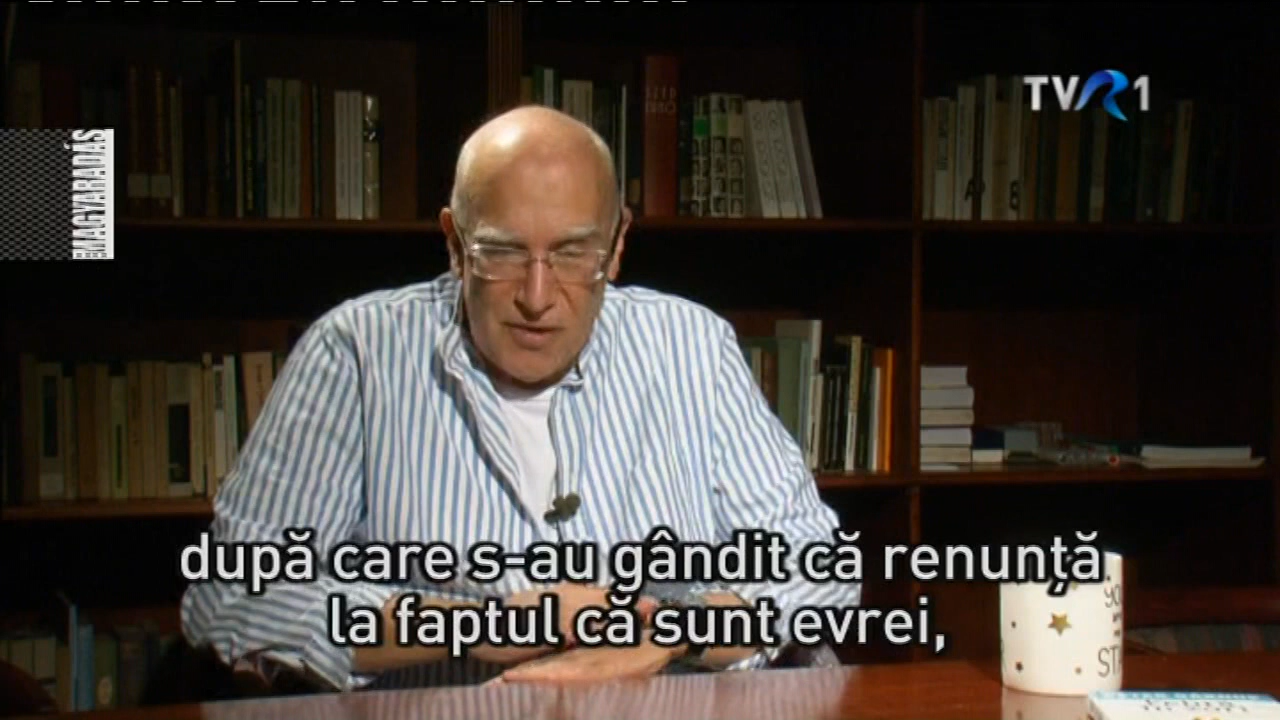 TVR1
MAGYARADÁS
după care s-au gândit că renunță
la faptul că sunt evrei,